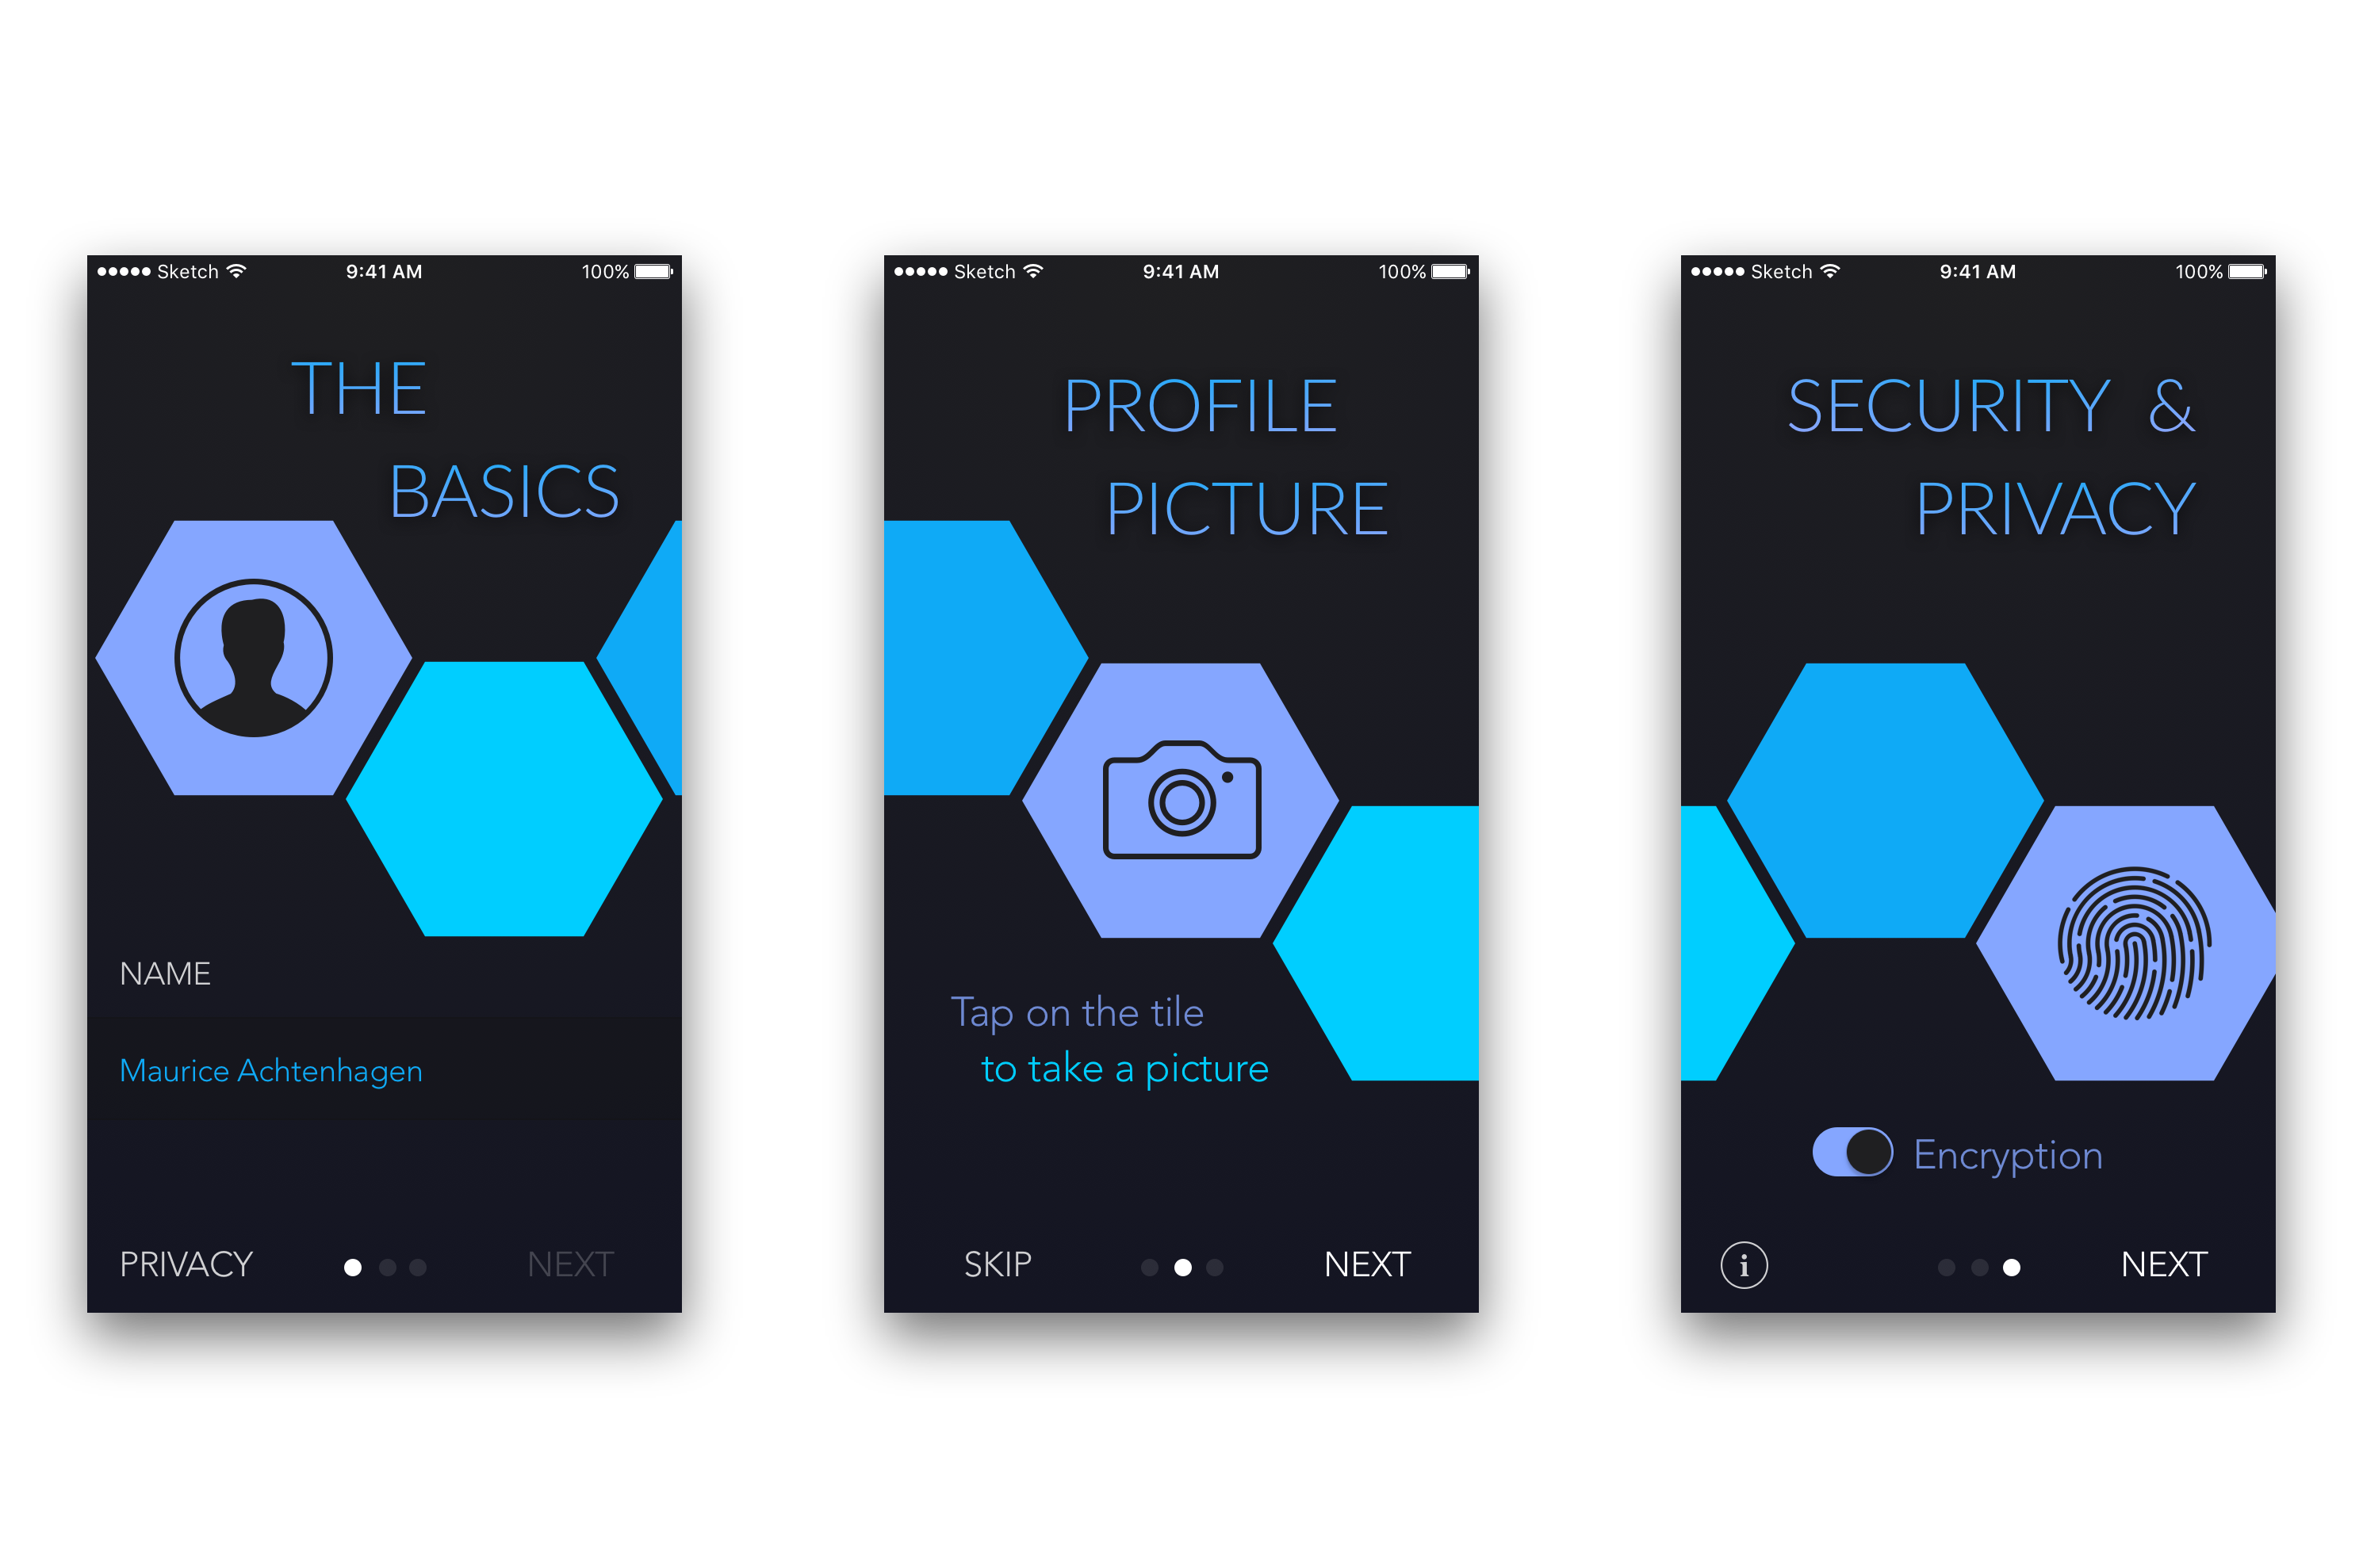 Sketch 9:41 AM 100%
THE
BASICS
NAME
Maurice Achtenhagen
PRIVACY NEXT
Sketch 9:41 AM 100%
PROFILE
PICTURE
Tap on the tile
to take a picture
SKIP NEXT
Sketch 9:41 AM 100%
SECURITY &
PRIVACY
Encryption
i NEXT